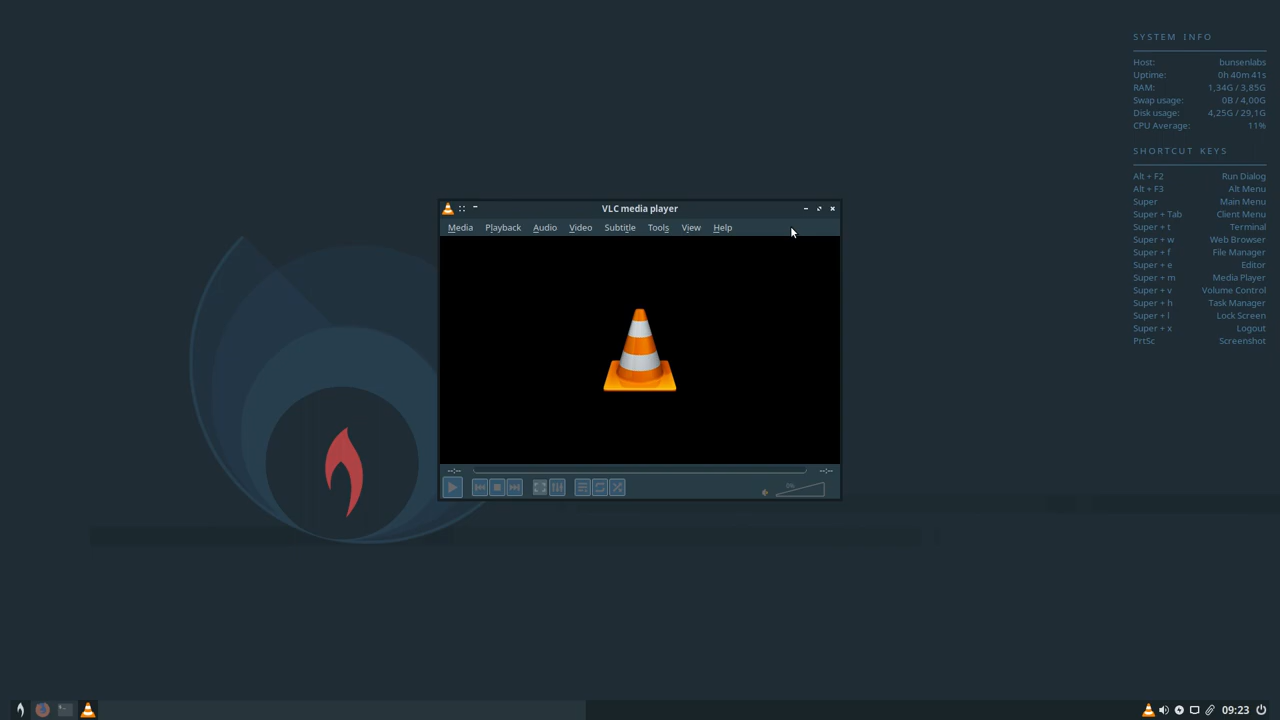 SYSTEM INFO
Host: bunsenlabs
Uptime: 0h 40m 41s
RAM: 1,34G / 3,85G
Swap usage: 0B / 4,00G
Disk usage: 4,25G / 29,1G
CPU Average: 11%
SHORTCUT KEYS
Alt + F2 Run Dialog
Alt + F3 Alt Menu
Super Main Menu
Super + Tab Client Menu
Super + t Terminal
Super + w Web Browser
Super + f File Manager
Super + e Editor
Super + m Media Player
Super + v Volume Control
Super + h Task Manager
Super + l Lock Screen
Super + x Logout
PrtSc Screenshot
VLC media player
Media Playback Audio Video Subtitle Tools View Help
--:-- --:--
0%
09:23